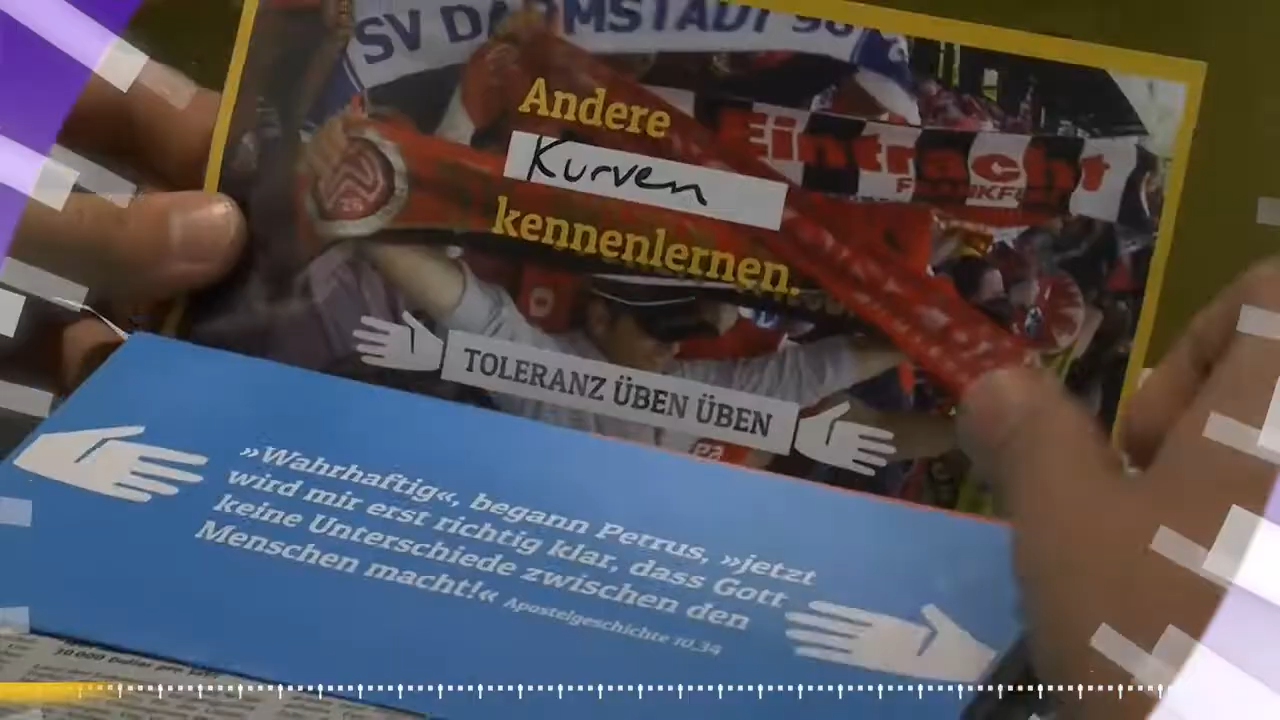 SV DARMSTADT 98
Andere
Kurven
kennenlernen.
Eintracht
FRANKFU
TOLERANZ ÜBEN ÜBEN
»Wahrhaftig«, begann Petrus, »jetzt
wird mir erst richtig klar, dass Gott
keine Unterschiede zwischen den
Menschen macht!« Apostelgeschichte 10,34